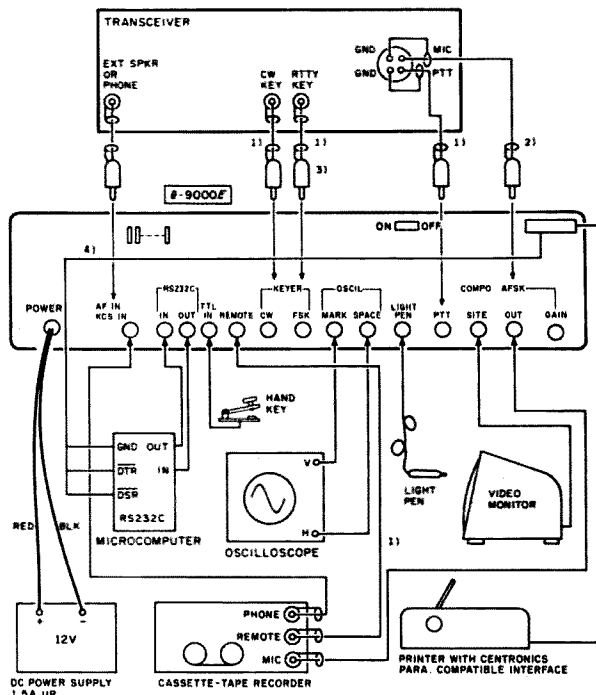 TRANSCEIVER
EXT SPKR
OR
PHONE
CW
KEY
RTTY
KEY
GND
MIC
GND
PTT
1)
1)
3)
1)
2)
θ-9000E
ON
OFF
4)
POWER
AF IN
KCS IN
RS232C
IN
OUT
TTL
IN
REMOTE
KEYER
CW
FSK
OSCIL
MARK
SPACE
LIGHT
PEN
PTT
COMPO
SITE
AFSK
OUT
GAIN
HAND
KEY
GND
OUT
DTR
IN
DSR
RS232C
MICROCOMPUTER
V
H
OSCILLOSCOPE
LIGHT
PEN
VIDEO
MONITOR
1)
RED
BLK
+
−
12V
DC POWER SUPPLY
1.5A UP
PHONE
REMOTE
MIC
CASSETTE-TAPE RECORDER
PRINTER WITH CENTRONICS
PARA. COMPATIBLE INTERFACE